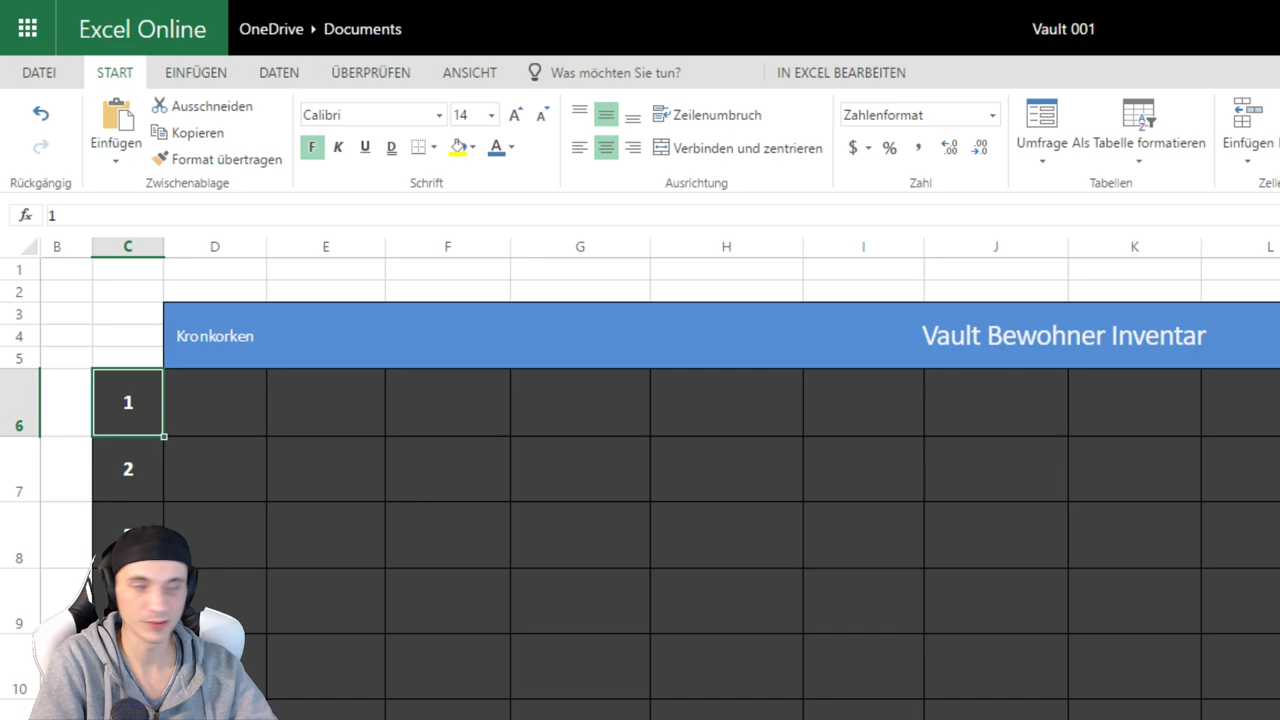 Excel Online OneDrive Documents Vault 001
DATEI START EINFÜGEN DATEN ÜBERPRÜFEN ANSICHT Was möchten Sie tun? IN EXCEL BEARBEITEN
Einfügen
Ausschneiden
Kopieren
Format übertragen
Calibri 14
F K U D
Zeilenumbruch
Verbinden und zentrieren
Zahlenformat
$ %
Umfrage Als Tabelle formatieren Einfügen
Rückgängig Zwischenablage Schrift Ausrichtung Zahl Tabellen
fx 1
B C D E F G H I J K L
1
2
3
4 Kronkorken Vault Bewohner Inventar
5
6 1
7 2
8
9
10